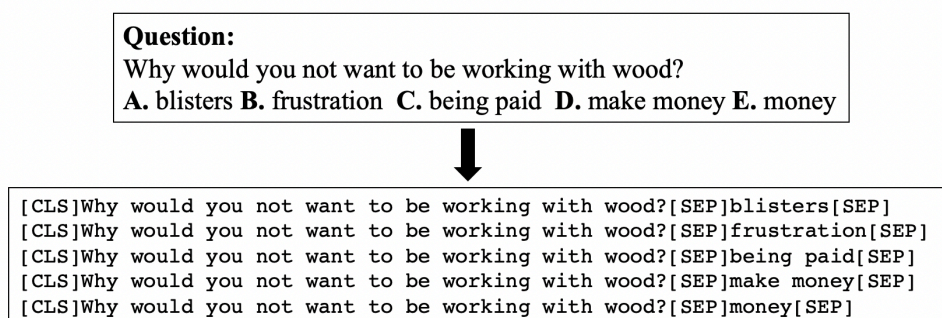 Question:
Why would you not want to be working with wood?
A. blisters B. frustration C. being paid D. make money E. money
[CLS]Why would you not want to be working with wood?[SEP]blisters[SEP]
[CLS]Why would you not want to be working with wood?[SEP]frustration[SEP]
[CLS]Why would you not want to be working with wood?[SEP]being paid[SEP]
[CLS]Why would you not want to be working with wood?[SEP]make money[SEP]
[CLS]Why would you not want to be working with wood?[SEP]money[SEP]